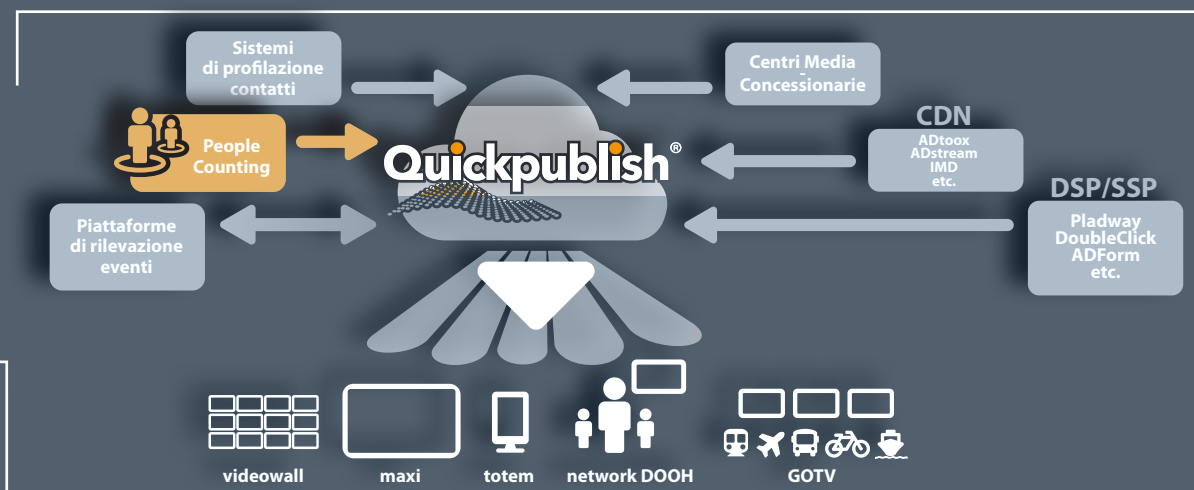 Sistemi
di profilazione
contatti
Centri Media
-
Concessionarie
People
Counting
Quickpublish®
CDN
ADtoox
ADstream
IMD
etc.
DSP/SSP
Pladway
DoubleClick
ADForm
etc.
Piattaforme
di rilevazione
eventi
videowall
maxi
totem
network DOOH
GOTV